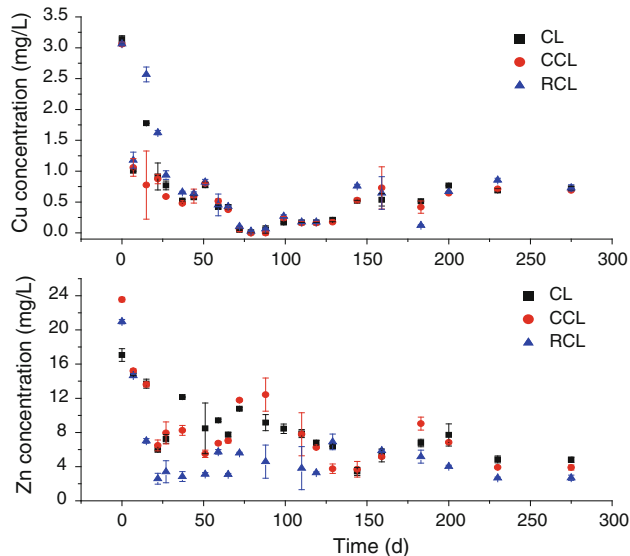 Cu concentration (mg/L)
3.5
3.0
2.5
2.0
1.5
1.0
0.5
0.0
CL
CCL
RCL
0 50 100 150 200 250 300
Zn concentration (mg/L)
24
20
16
12
8
4
0
CL
CCL
RCL
0 50 100 150 200 250 300
Time (d)